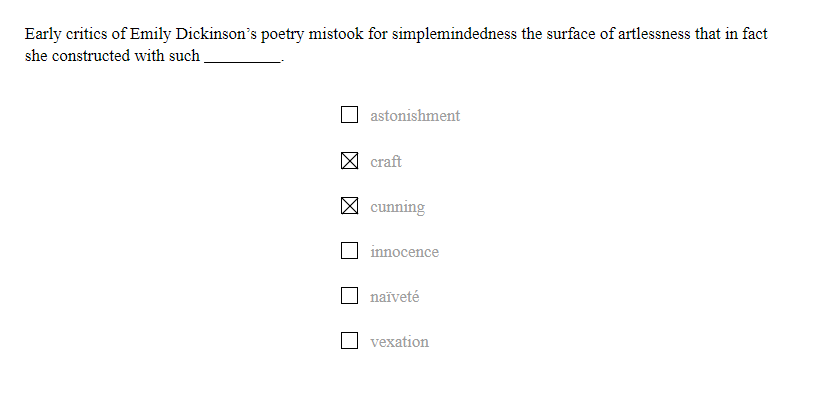 Early critics of Emily Dickinson’s poetry mistook for simplemindedness the surface of artlessness that in fact
she constructed with such _________.
astonishment
craft
cunning
innocence
naïveté
vexation